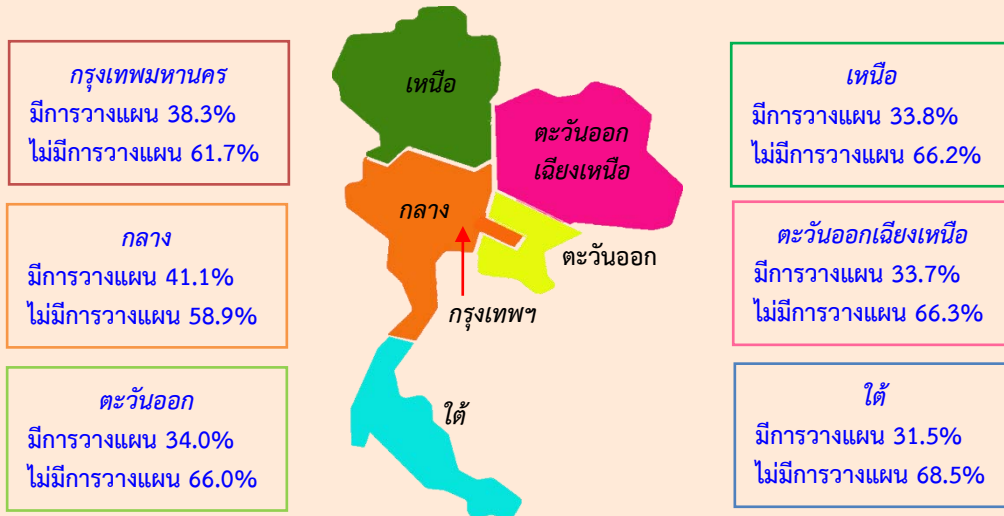 กรุงเทพมหานคร
มีการวางแผน 38.3%
ไม่มีการวางแผน 61.7%
กลาง
มีการวางแผน 41.1%
ไม่มีการวางแผน 58.9%
ตะวันออก
มีการวางแผน 34.0%
ไม่มีการวางแผน 66.0%
เหนือ
ตะวันออก
เฉียงเหนือ
กลาง
ตะวันออก
กรุงเทพฯ
ใต้
เหนือ
มีการวางแผน 33.8%
ไม่มีการวางแผน 66.2%
ตะวันออกเฉียงเหนือ
มีการวางแผน 33.7%
ไม่มีการวางแผน 66.3%
ใต้
มีการวางแผน 31.5%
ไม่มีการวางแผน 68.5%